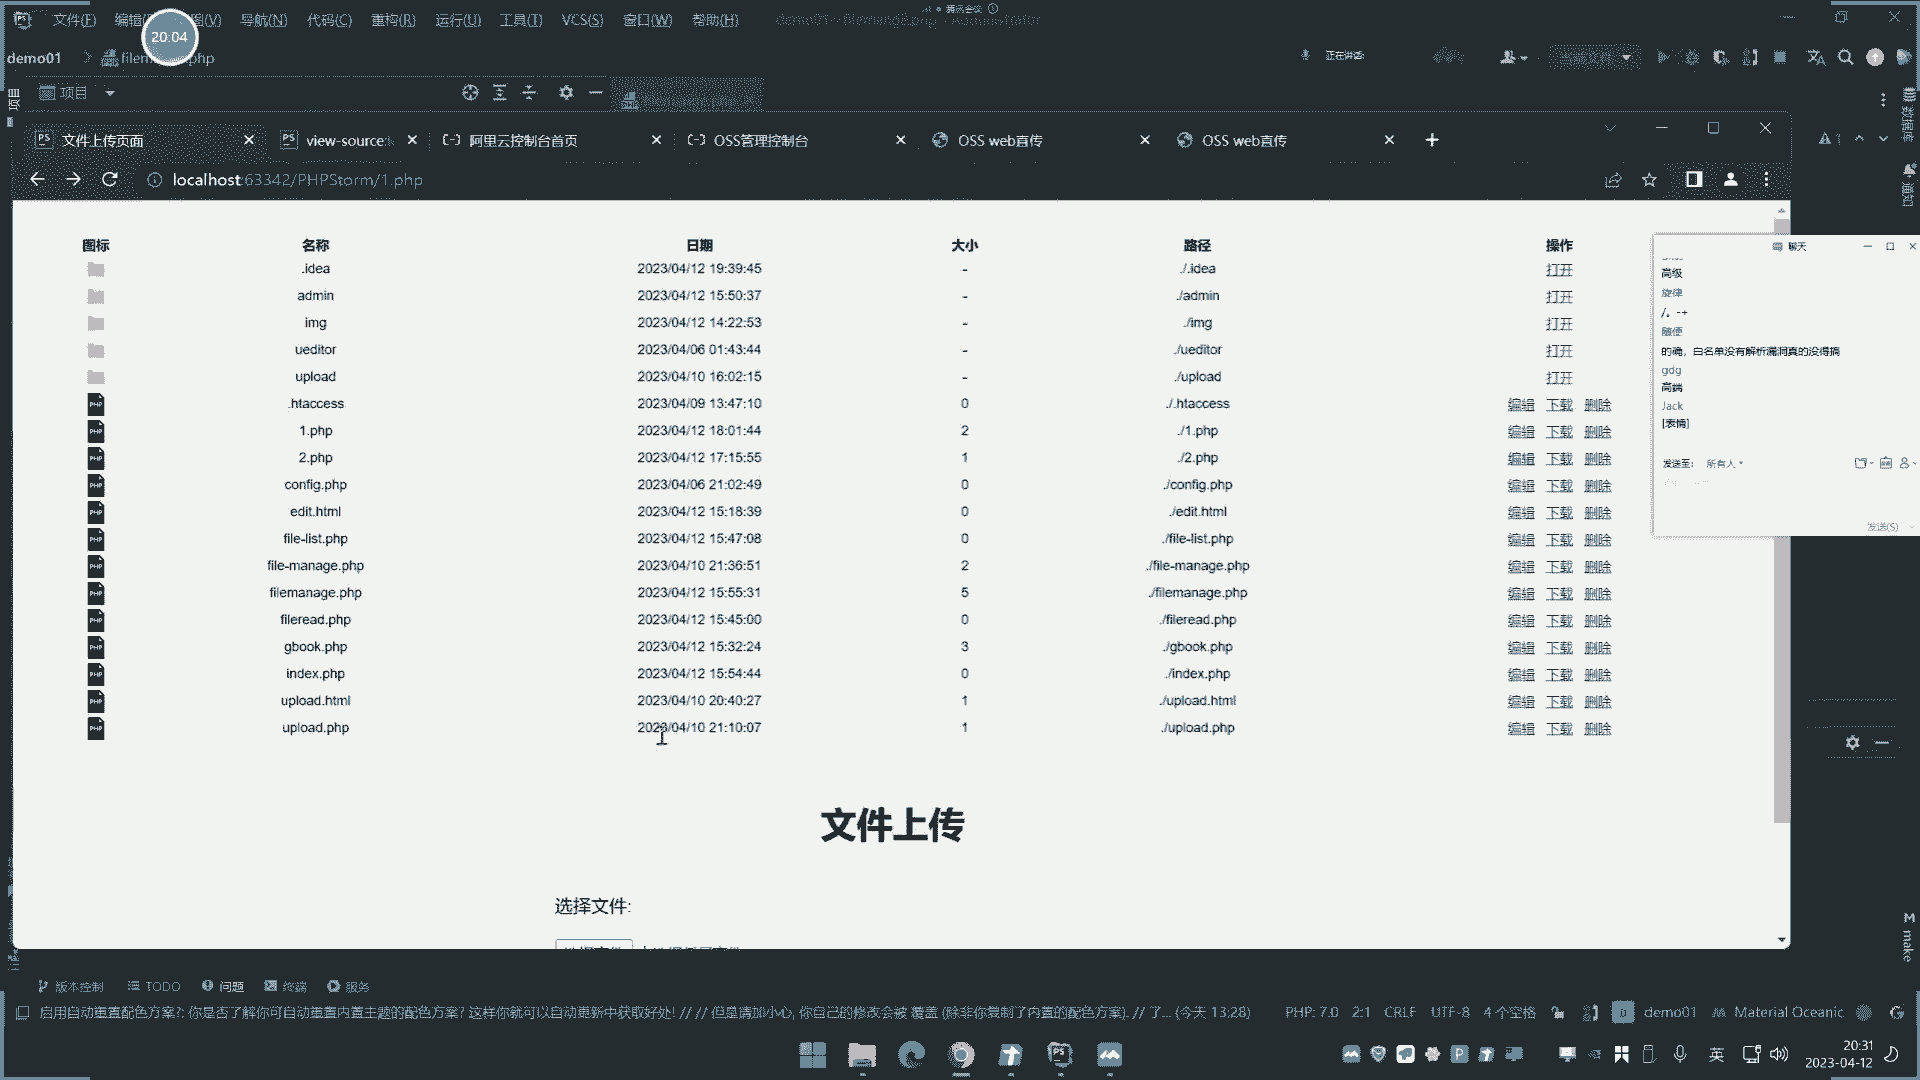 文件(F) 导航(N) 代码(C) 重构(R) 运行(U) 工具(T) VCS(S) 窗口(W) 帮助(H)
腾讯会议
20:04
demo01
正在讲话:
项目
项目
数据库
通知
文件上传页面
view-source:
阿里云控制台首页
OSS管理控制台
OSS web直传
OSS web直传
localhost:63342/PHPStorm/1.php
图标 名称 日期 大小 路径 操作
.idea 2023/04/12 19:39:45 - ./.idea 打开
admin 2023/04/12 15:50:37 - ./admin 打开
img 2023/04/12 14:22:53 - ./img 打开
ueditor 2023/04/06 01:43:44 - ./ueditor 打开
upload 2023/04/10 16:02:15 - ./upload 打开
.htaccess 2023/04/09 13:47:10 0 ./.htaccess 编辑 下载 删除
1.php 2023/04/12 18:01:44 2 ./1.php 编辑 下载 删除
2.php 2023/04/12 17:15:55 1 ./2.php 编辑 下载 删除
config.php 2023/04/06 21:02:49 0 ./config.php 编辑 下载 删除
edit.html 2023/04/12 15:18:39 0 ./edit.html 编辑 下载 删除
file-list.php 2023/04/12 15:47:08 0 ./file-list.php 编辑 下载 删除
file-manage.php 2023/04/10 21:36:51 2 ./file-manage.php 编辑 下载 删除
filemanage.php 2023/04/12 15:55:31 5 ./filemanage.php 编辑 下载 删除
fileread.php 2023/04/12 15:45:00 0 ./fileread.php 编辑 下载 删除
gbook.php 2023/04/12 15:32:24 3 ./gbook.php 编辑 下载 删除
index.php 2023/04/12 15:54:44 0 ./index.php 编辑 下载 删除
upload.html 2023/04/10 20:40:27 1 ./upload.html 编辑 下载 删除
upload.php 2023/04/10 21:10:07 1 ./upload.php 编辑 下载 删除
文件上传
选择文件:
聊天
高级
旋律
/。-+
随便
的确，白名单没有解析漏洞真的没得搞
gdg
高端
Jack
[表情]
发送至: 所有人
发送(S)
make
版本控制 TODO 问题 终端 服务
启用自动重置配色方案?: 你是否了解你可自动重置内置主题的配色方案? 这样你就可以自动更新中获取好处! // // 但是请加小心, 你自己的修改会被 覆盖 (除非你复制了内置的配色方案). // 了... (今天 13:28)
PHP: 7.0 2:1 CRLF UTF-8 4 个空格 demo01 Material Oceanic
英
20:31
2023-04-12